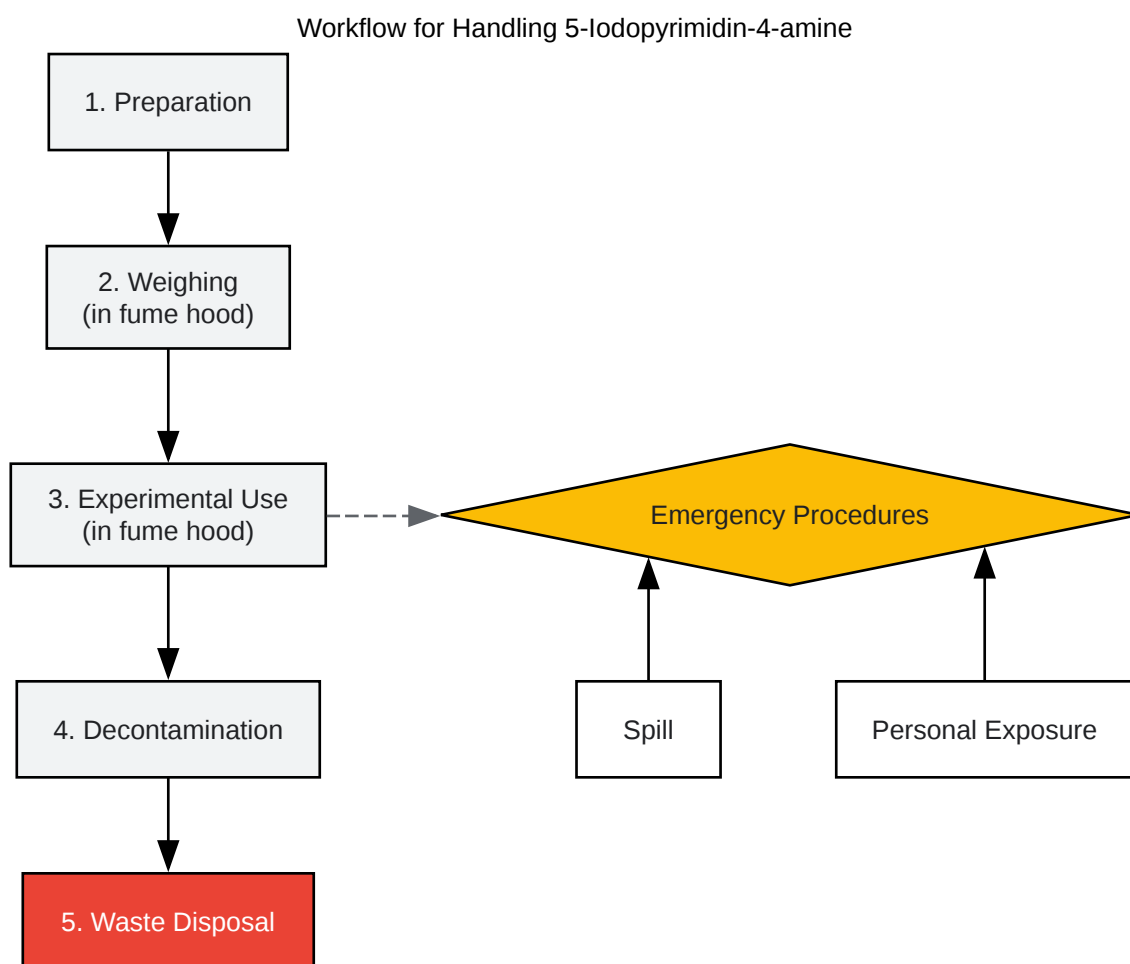 Workflow for Handling 5-Iodopyrimidin-4-amine
1. Preparation
2. Weighing
(in fume hood)
3. Experimental Use
(in fume hood)
Emergency Procedures
4. Decontamination
Spill
Personal Exposure
5. Waste Disposal